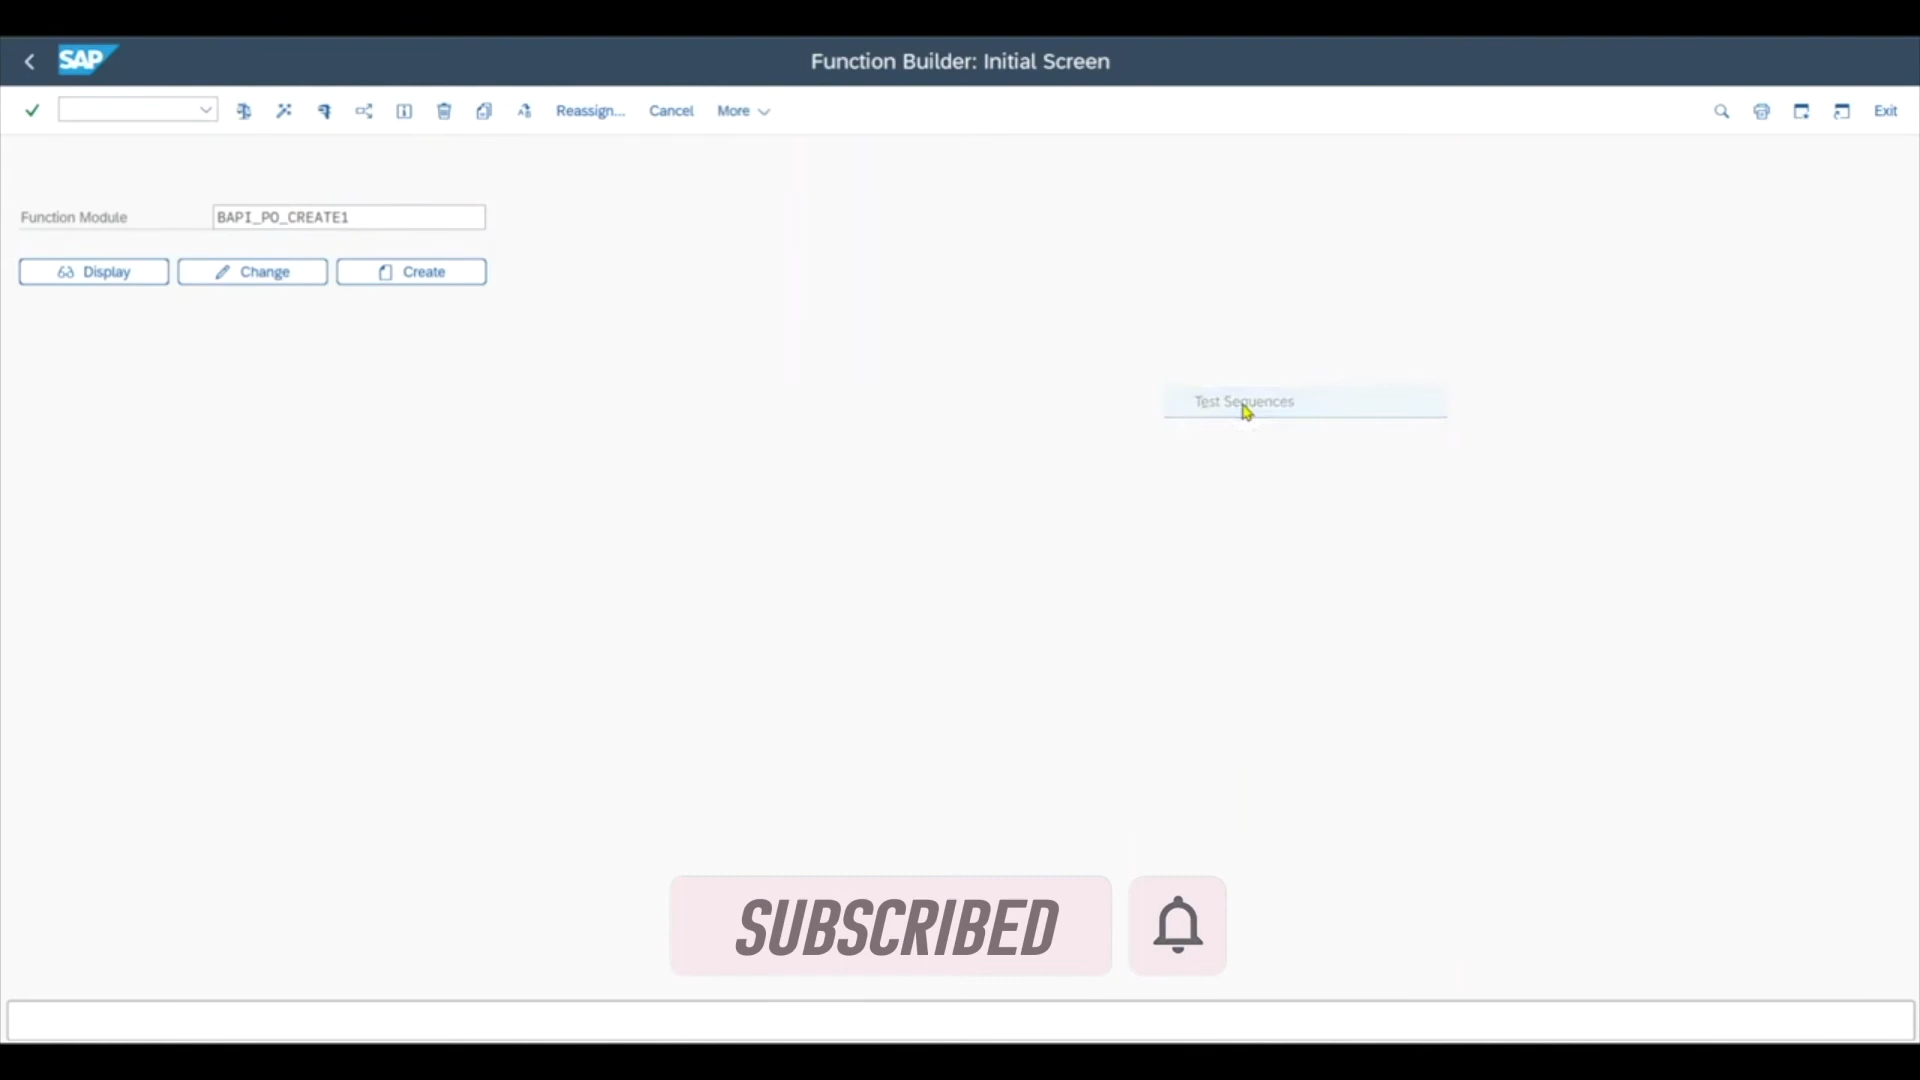 SAP
Function Builder: Initial Screen
Reassign...
Cancel
More
Exit
Function Module
BAPI_PO_CREATE1
Display
Change
Create
Test Sequences
SUBSCRIBED